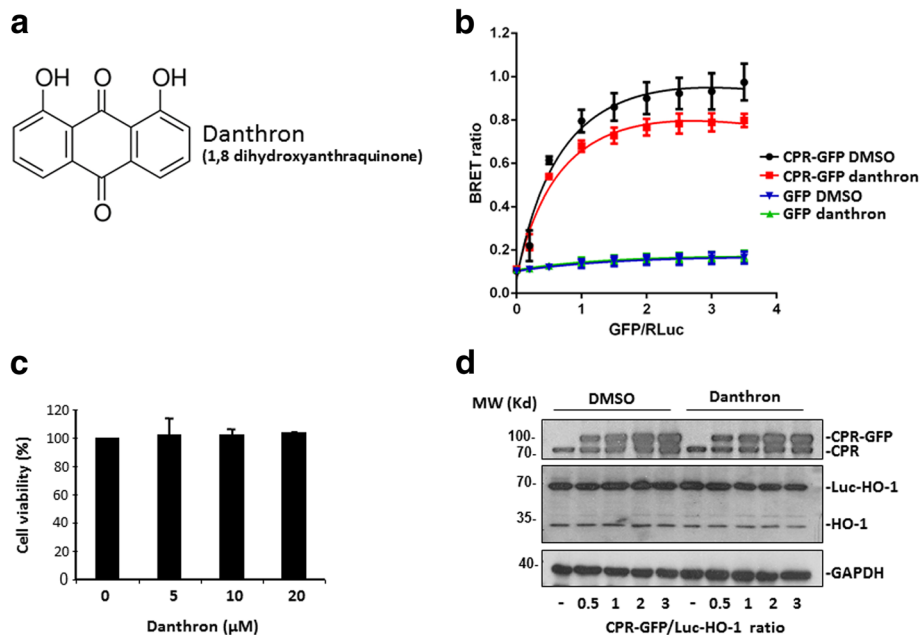 a
OH
O
OH
O
Danthron
(1,8 dihydroxyanthraquinone)
b
1.2
1.0
0.8
0.6
0.4
0.2
0.0
BRET ratio
0
1
2
3
4
GFP/RLuc
CPR-GFP DMSO
CPR-GFP danthron
GFP DMSO
GFP danthron
c
120
100
80
60
40
20
0
Cell viability (%)
0 5 10 20
Danthron (µM)
d
MW (Kd)
DMSO
Danthron
100-
70-
-CPR-GFP
-CPR
70-
35-
-Luc-HO-1
-HO-1
40-
-GAPDH
- 0.5 1 2 3 - 0.5 1 2 3
CPR-GFP/Luc-HO-1 ratio